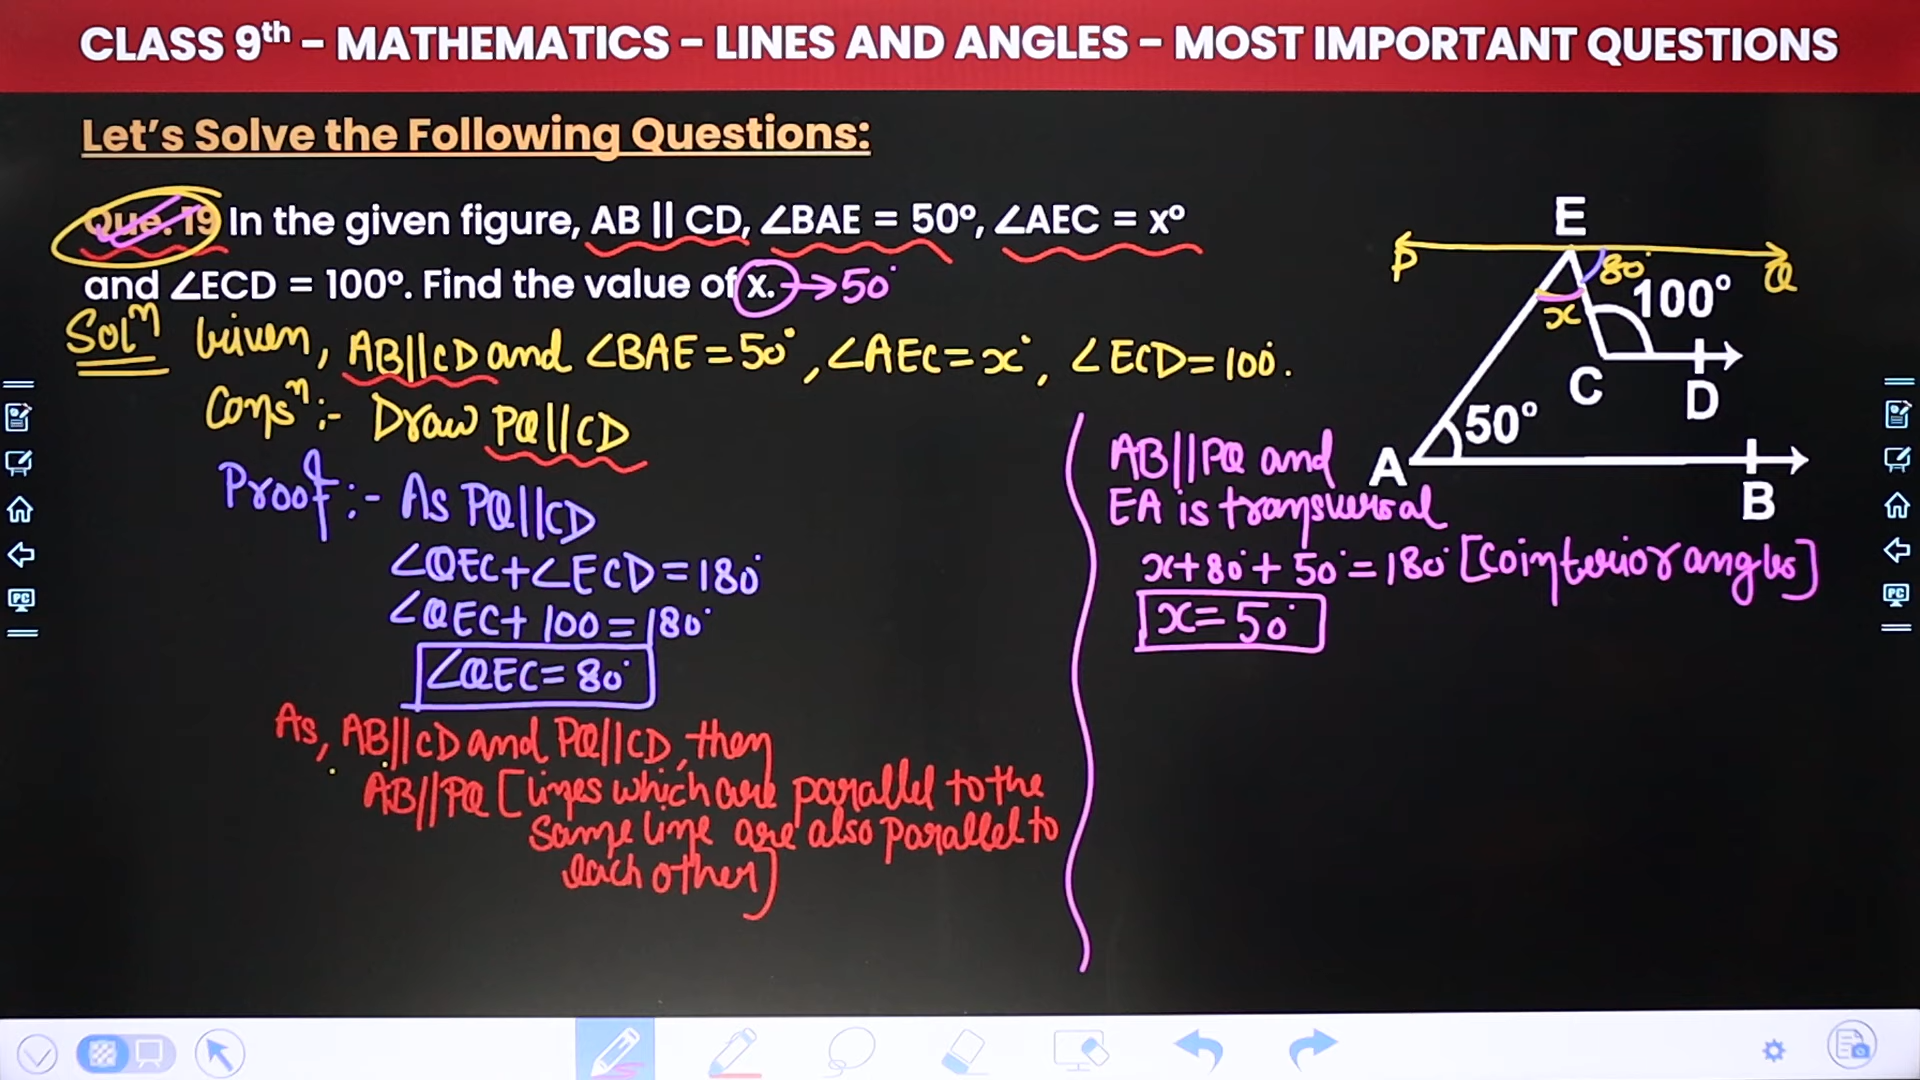 CLASS 9th – MATHEMATICS – LINES AND ANGLES – MOST IMPORTANT QUESTIONS
Let's Solve the Following Questions:
Que. 19 In the given figure, AB || CD, ∠BAE = 50°, ∠AEC = x°
and ∠ECD = 100°. Find the value of x. → 50°
Solⁿ Given, AB||CD and ∠BAE = 50°, ∠AEC = x°, ∠ECD = 100°.
Consⁿ :- Draw PQ||CD
Proof :- As PQ||CD
∠QEC + ∠ECD = 180°
∠QEC + 100 = 180°
∠QEC = 80°
As, AB||CD and PQ||CD, then
AB||PQ [lines which are parallel to the
same line are also parallel to
each other]
AB||PQ and
EA is transversal
x + 80° + 50° = 180° [cointerior angles]
x = 50°
E
P
80°
Q
x
100°
C
D
50°
A
B
PC
PC